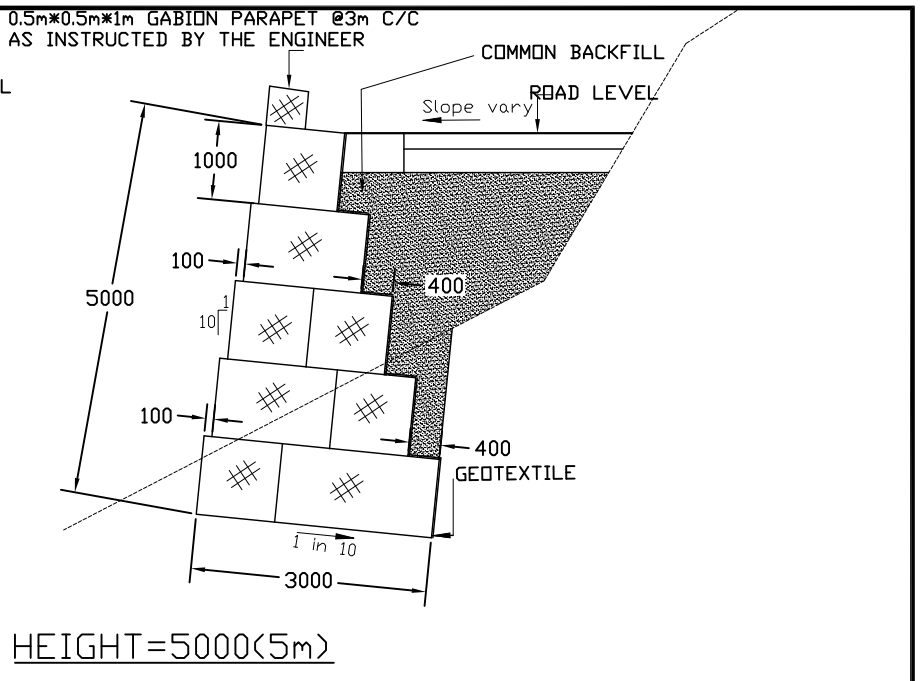 0.5m*0.5m*1m GABION PARAPET @3m C/C
AS INSTRUCTED BY THE ENGINEER
COMMON BACKFILL
L
ROAD LEVEL
Slope vary
1000
100
400
5000
1
10
100
400
GEOTEXTILE
1 in 10
3000
HEIGHT=5000(5m)